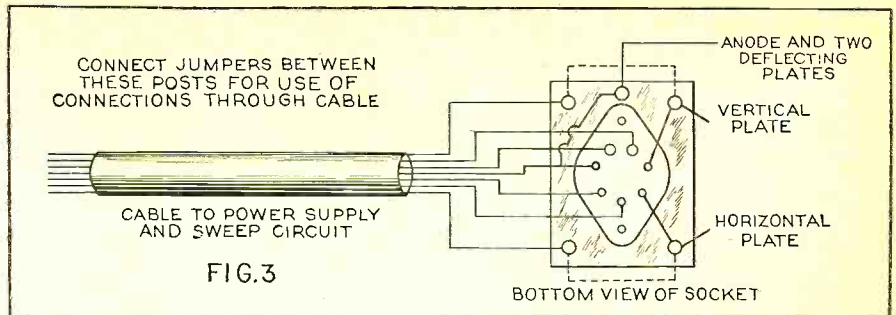 CONNECT JUMPERS BETWEEN
THESE POSTS FOR USE OF
CONNECTIONS THROUGH CABLE
ANODE AND TWO
DEFLECTING
PLATES
VERTICAL
PLATE
CABLE TO POWER SUPPLY
AND SWEEP CIRCUIT
HORIZONTAL
PLATE
FIG.3
BOTTOM VIEW OF SOCKET